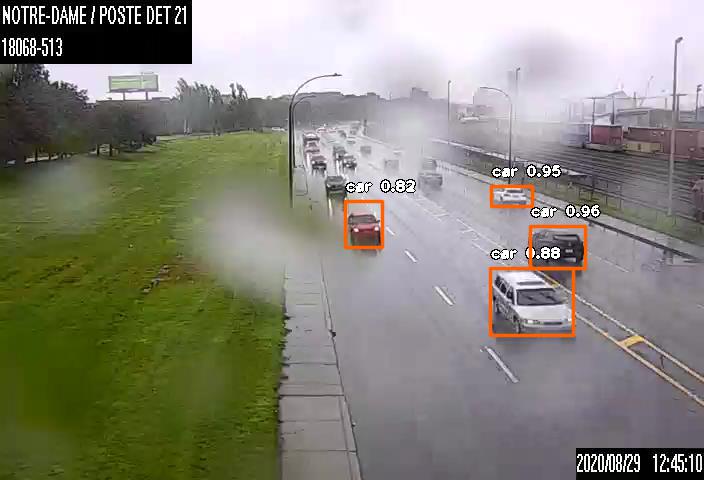 NOTRE-DAME / POSTE DET 21
18068-513
car 0.82
car 0.95
car 0.96
car 0.88
2020/08/29 12:45:10